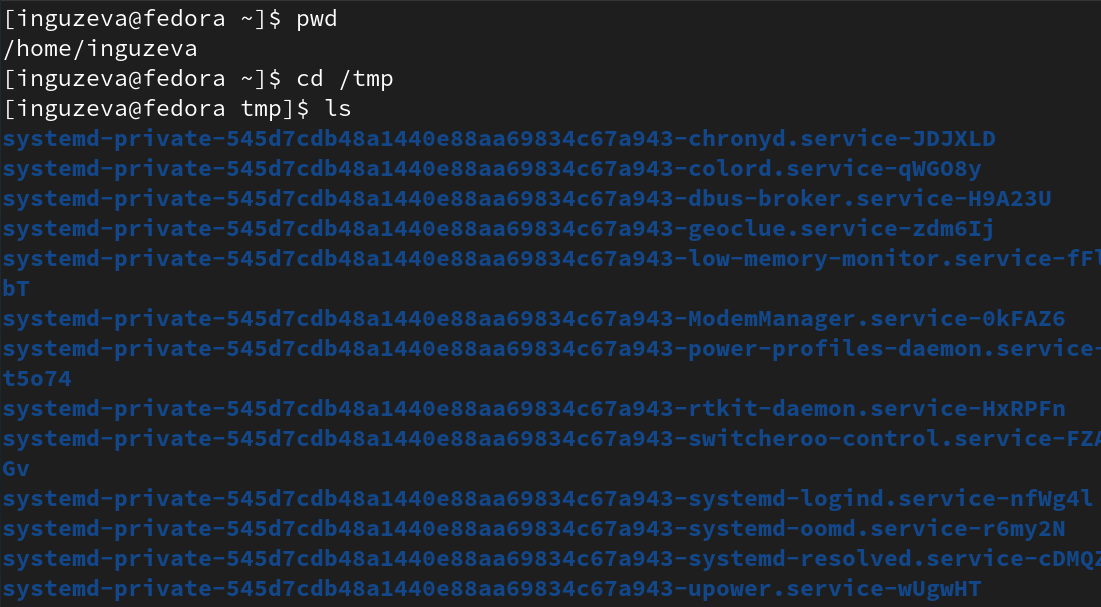 [inguzeva@fedora ~]$ pwd
/home/inguzeva
[inguzeva@fedora ~]$ cd /tmp
[inguzeva@fedora tmp]$ ls
systemd-private-545d7cdb48a1440e88aa69834c67a943-chronyd.service-JDJXLD
systemd-private-545d7cdb48a1440e88aa69834c67a943-colord.service-qWGO8y
systemd-private-545d7cdb48a1440e88aa69834c67a943-dbus-broker.service-H9A23U
systemd-private-545d7cdb48a1440e88aa69834c67a943-geoclue.service-zdm6Ij
systemd-private-545d7cdb48a1440e88aa69834c67a943-low-memory-monitor.service-fFl
bT
systemd-private-545d7cdb48a1440e88aa69834c67a943-ModemManager.service-0kFAZ6
systemd-private-545d7cdb48a1440e88aa69834c67a943-power-profiles-daemon.service-
t5o74
systemd-private-545d7cdb48a1440e88aa69834c67a943-rtkit-daemon.service-HxRPFn
systemd-private-545d7cdb48a1440e88aa69834c67a943-switcheroo-control.service-FZA
Gv
systemd-private-545d7cdb48a1440e88aa69834c67a943-systemd-logind.service-nfWg4l
systemd-private-545d7cdb48a1440e88aa69834c67a943-systemd-oomd.service-r6my2N
systemd-private-545d7cdb48a1440e88aa69834c67a943-systemd-resolved.service-cDMQZ
systemd-private-545d7cdb48a1440e88aa69834c67a943-upower.service-wUgwHT